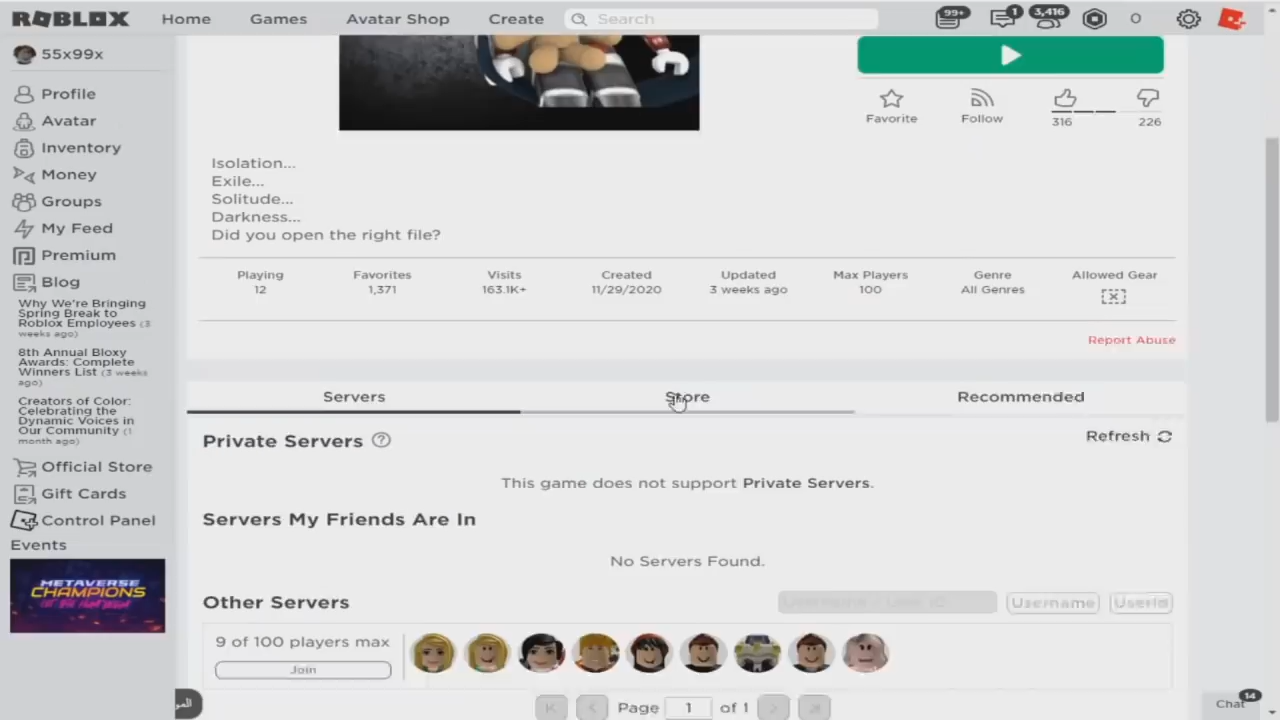 ROBLOX
Home
Games
Avatar Shop
Create
Search
99+
1
3,416
0
55x99x
Profile
Avatar
Inventory
Money
Groups
My Feed
Premium
Blog
Why We're Bringing
Spring Break to
Roblox Employees (3
weeks ago)
8th Annual Bloxy
Awards: Complete
Winners List (3 weeks
ago)
Creators of Color:
Celebrating the
Dynamic Voices in
Our Community (1
month ago)
Official Store
Gift Cards
Control Panel
Events
METAVERSE
CHAMPIONS
Favorite
Follow
316
226
Isolation...
Exile...
Solitude...
Darkness...
Did you open the right file?
Playing
12
Favorites
1,371
Visits
163.1K+
Created
11/29/2020
Updated
3 weeks ago
Max Players
100
Genre
All Genres
Allowed Gear
Report Abuse
Servers
Store
Recommended
Private Servers
Refresh
This game does not support Private Servers.
Servers My Friends Are In
No Servers Found.
Other Servers
Username
UserId
9 of 100 players max
Join
Page 1 of 1
Chat
14